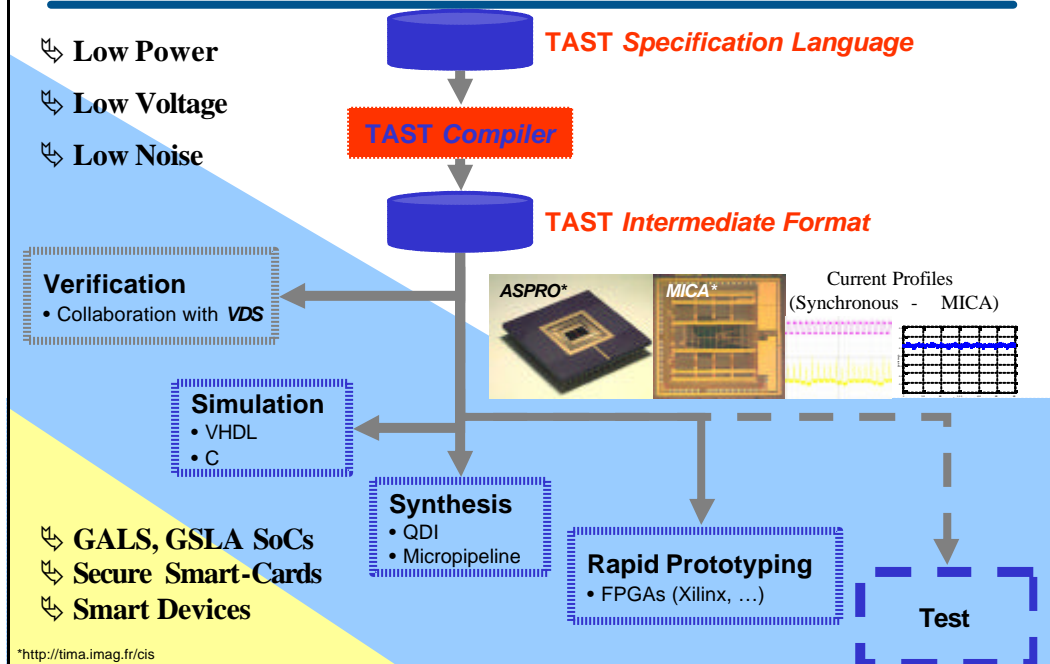 Low Power
Low Voltage
Low Noise
TAST Specification Language
TAST Compiler
TAST Intermediate Format
Verification
• Collaboration with VDS
ASPRO*
MICA*
Current Profiles
(Synchronous - MICA)
Simulation
• VHDL
• C
Synthesis
• QDI
• Micropipeline
Rapid Prototyping
• FPGAs (Xilinx, …)
Test
GALS, GSLA SoCs
Secure Smart-Cards
Smart Devices
*http://tima.imag.fr/cis